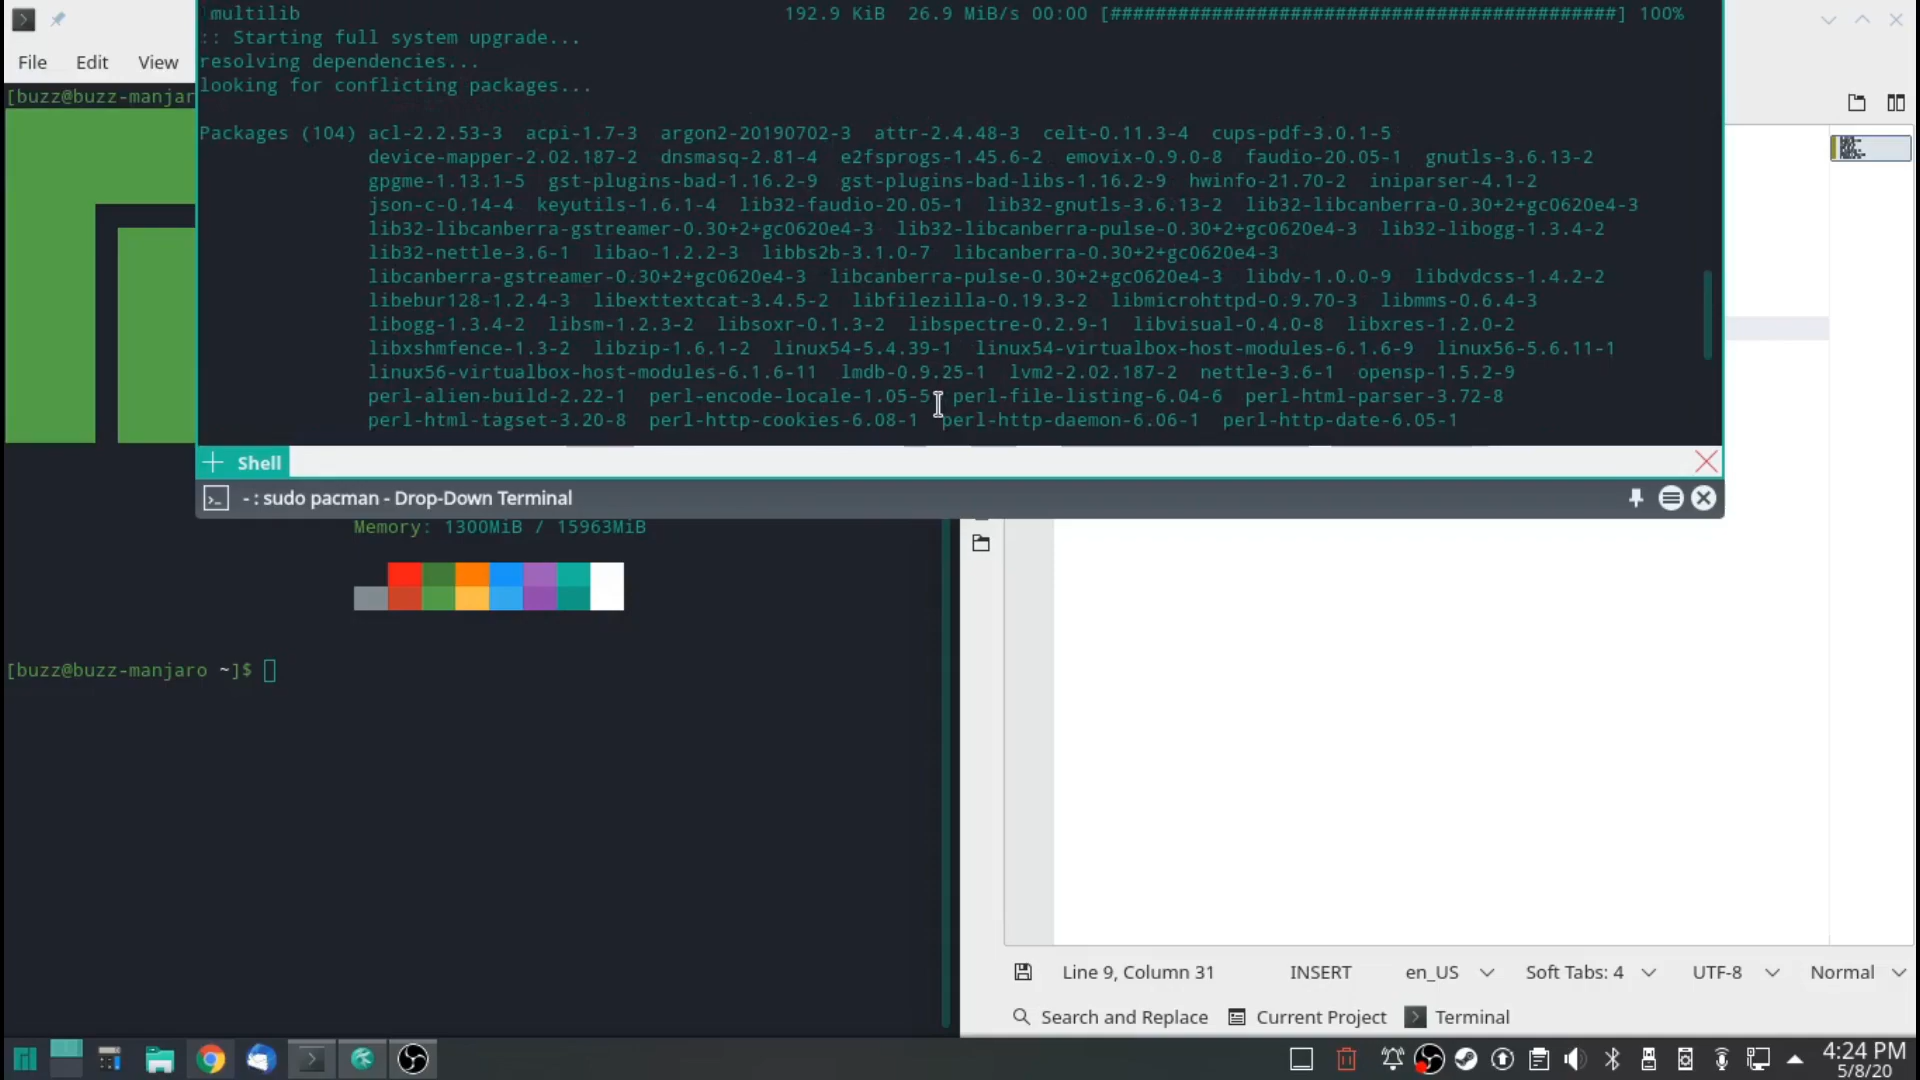 multilib 192.9 KiB 26.9 MiB/s 00:00 [#############################################] 100%
:: Starting full system upgrade...
File Edit View
resolving dependencies...
looking for conflicting packages...
[buzz@buzz-manjar
Packages (104) acl-2.2.53-3 acpi-1.7-3 argon2-20190702-3 attr-2.4.48-3 celt-0.11.3-4 cups-pdf-3.0.1-5
device-mapper-2.02.187-2 dnsmasq-2.81-4 e2fsprogs-1.45.6-2 emovix-0.9.0-8 faudio-20.05-1 gnutls-3.6.13-2
gpgme-1.13.1-5 gst-plugins-bad-1.16.2-9 gst-plugins-bad-libs-1.16.2-9 hwinfo-21.70-2 iniparser-4.1-2
json-c-0.14-4 keyutils-1.6.1-4 lib32-faudio-20.05-1 lib32-gnutls-3.6.13-2 lib32-libcanberra-0.30+2+gc0620e4-3
lib32-libcanberra-gstreamer-0.30+2+gc0620e4-3 lib32-libcanberra-pulse-0.30+2+gc0620e4-3 lib32-libogg-1.3.4-2
lib32-nettle-3.6-1 libao-1.2.2-3 libbs2b-3.1.0-7 libcanberra-0.30+2+gc0620e4-3
libcanberra-gstreamer-0.30+2+gc0620e4-3 libcanberra-pulse-0.30+2+gc0620e4-3 libdv-1.0.0-9 libdvdcss-1.4.2-2
libebur128-1.2.4-3 libexttextcat-3.4.5-2 libfilezilla-0.19.3-2 libmicrohttpd-0.9.70-3 libmms-0.6.4-3
libogg-1.3.4-2 libsm-1.2.3-2 libsoxr-0.1.3-2 libspectre-0.2.9-1 libvisual-0.4.0-8 libxres-1.2.0-2
libxshmfence-1.3-2 libzip-1.6.1-2 linux54-5.4.39-1 linux54-virtualbox-host-modules-6.1.6-9 linux56-5.6.11-1
linux56-virtualbox-host-modules-6.1.6-11 lmdb-0.9.25-1 lvm2-2.02.187-2 nettle-3.6-1 opensp-1.5.2-9
perl-alien-build-2.22-1 perl-encode-locale-1.05-5 perl-file-listing-6.04-6 perl-html-parser-3.72-8
perl-html-tagset-3.20-8 perl-http-cookies-6.08-1 perl-http-daemon-6.06-1 perl-http-date-6.05-1
Shell
- : sudo pacman - Drop-Down Terminal
Memory: 1300MiB / 15963MiB
[buzz@buzz-manjaro ~]$
Line 9, Column 31 INSERT en_US Soft Tabs: 4 UTF-8 Normal
Search and Replace Current Project Terminal
4:24 PM
5/8/20